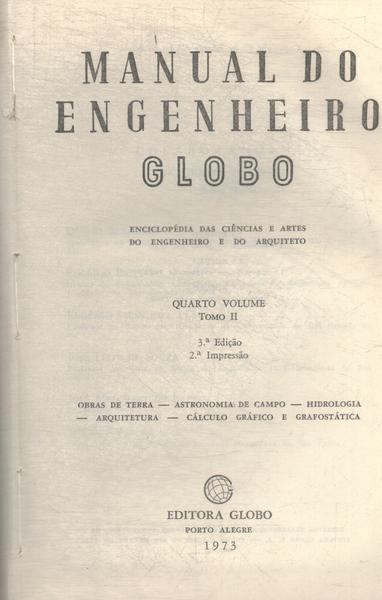 MANUAL DO
ENGENHEIRO
GLOBO
ENCICLOPÉDIA DAS CIÊNCIAS E ARTES
DO ENGENHEIRO E DO ARQUITETO
QUARTO VOLUME
TOMO II
3.ª Edição
2.ª Impressão
OBRAS DE TERRA — ASTRONOMIA DE CAMPO — HIDROLOGIA
— ARQUITETURA — CÁLCULO GRÁFICO E GRAFOSTÁTICA
EDITORA GLOBO
PORTO ALEGRE
1973